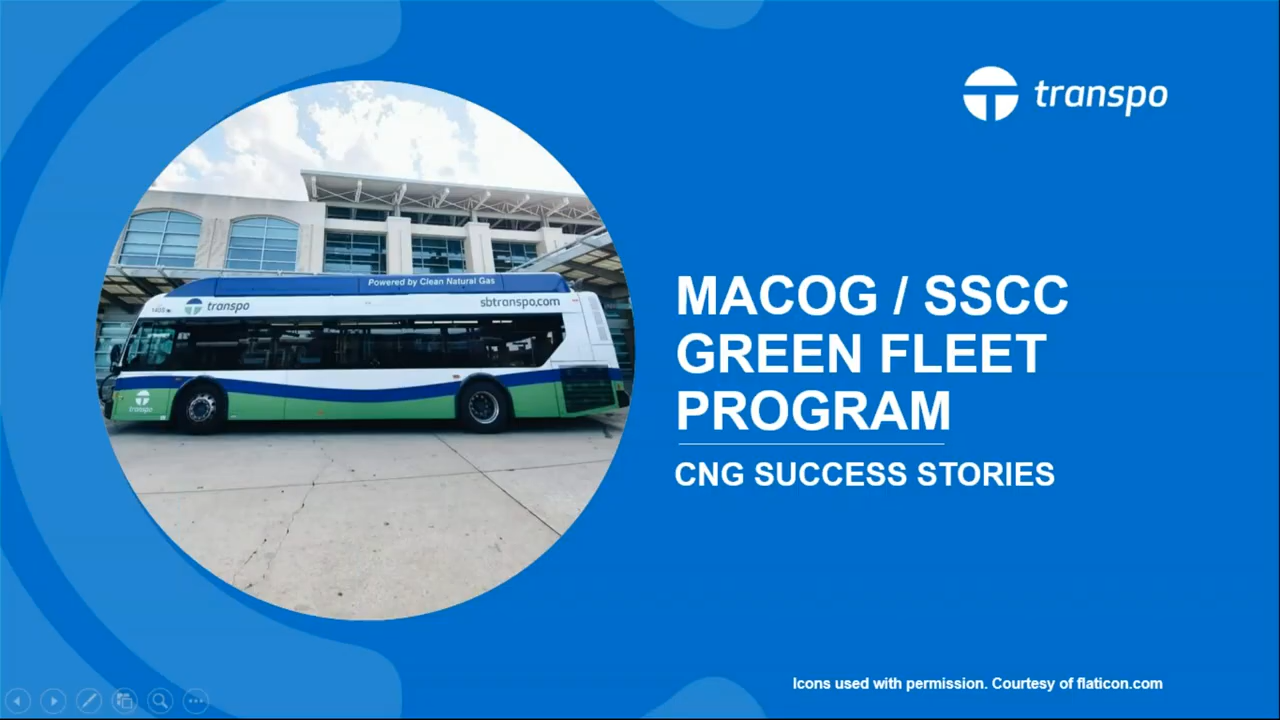 transpo
MACOG / SSCC
GREEN FLEET
PROGRAM
CNG SUCCESS STORIES
Powered by Clean Natural Gas
transpo
sbtranspo.com
transpo
Icons used with permission. Courtesy of flaticon.com